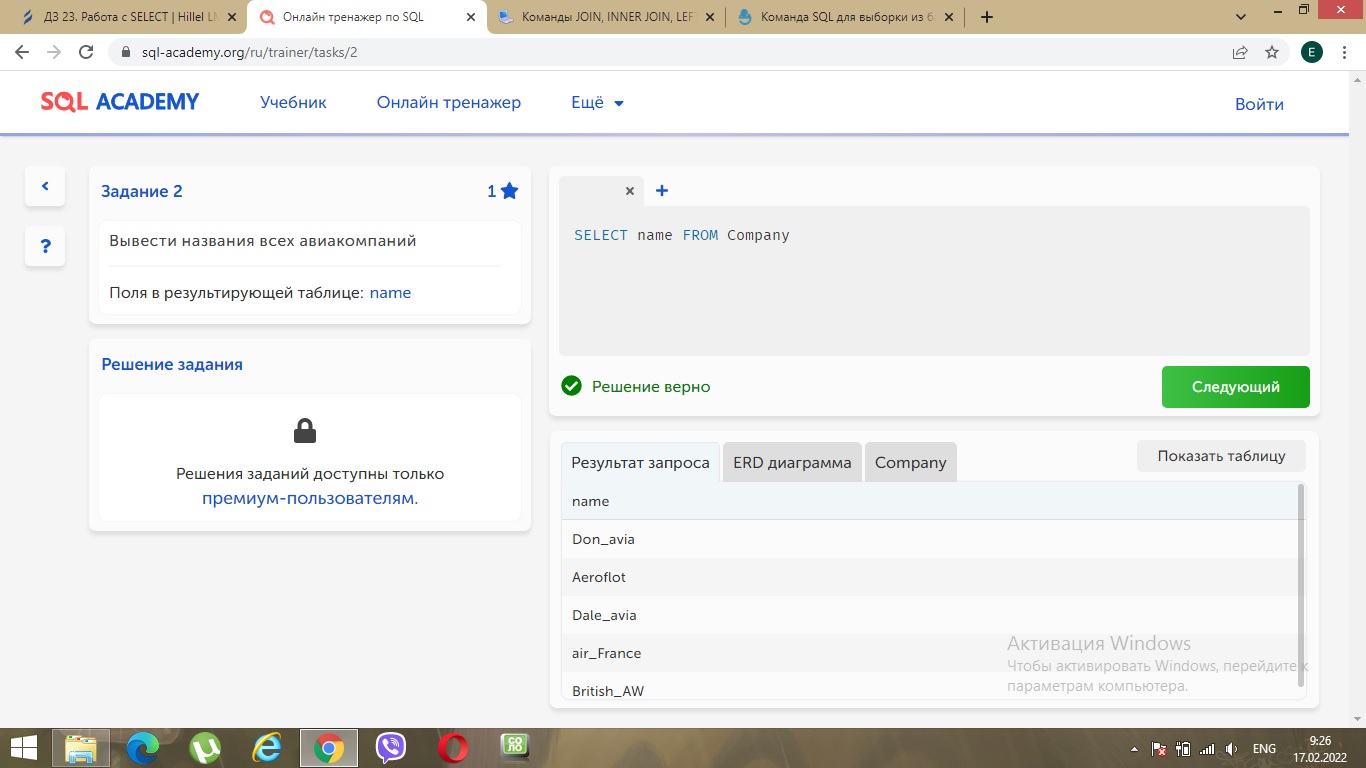 ДЗ 23. Работа с SELECT | Hillel LM
Онлайн тренажер по SQL
Команды JOIN, INNER JOIN, LEF
Команда SQL для выборки из ба
sql-academy.org/ru/trainer/tasks/2
E
SQL ACADEMY
Учебник
Онлайн тренажер
Ещё
Войти
Задание 2
1
Вывести названия всех авиакомпаний
Поля в результирующей таблице: name
?
Решение задания
Решения заданий доступны только
премиум-пользователям.
SELECT name FROM Company
Решение верно
Следующий
Результат запроса
ERD диаграмма
Company
Показать таблицу
name
Don_avia
Aeroflot
Dale_avia
air_France
British_AW
Активация Windows
Чтобы активировать Windows, перейдите к
параметрам компьютера.
СОЛО
ENG
9:26
17.02.2022